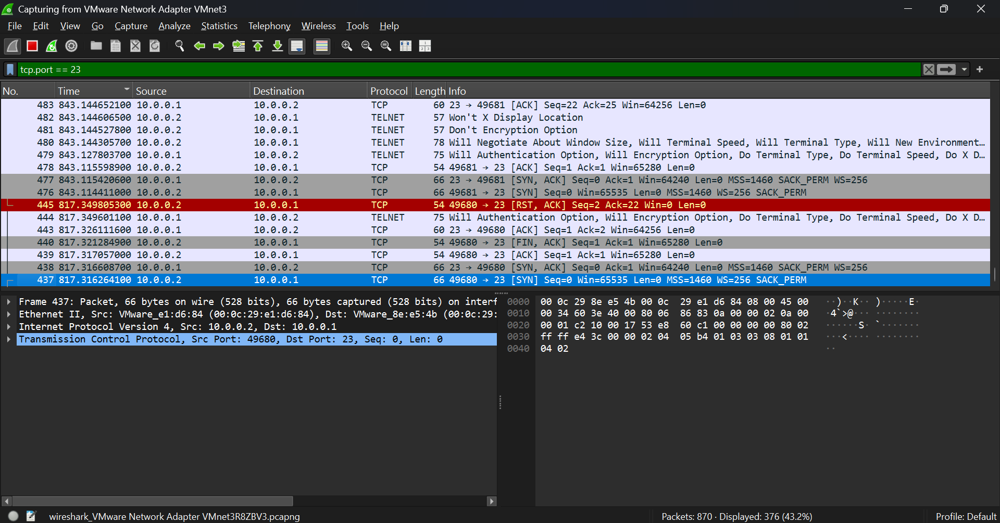 Capturing from VMware Network Adapter VMnet3
File Edit View Go Capture Analyze Statistics Telephony Wireless Tools Help
tcp.port == 23
No. Time Source Destination Protocol Length Info
483 843.144652100 10.0.0.1 10.0.0.2 TCP 60 23 → 49681 [ACK] Seq=22 Ack=25 Win=64256 Len=0
482 843.144606500 10.0.0.2 10.0.0.1 TELNET 57 Won't X Display Location
481 843.144527800 10.0.0.2 10.0.0.1 TELNET 57 Don't Encryption Option
480 843.144305700 10.0.0.2 10.0.0.1 TELNET 78 Will Negotiate About Window Size, Will Terminal Speed, Will Terminal Type, Will New Environment…
479 843.127803700 10.0.0.1 10.0.0.2 TELNET 75 Will Authentication Option, Will Encryption Option, Do Terminal Type, Do Terminal Speed, Do X D…
478 843.115598900 10.0.0.2 10.0.0.1 TCP 54 49681 → 23 [ACK] Seq=1 Ack=1 Win=65280 Len=0
477 843.115420600 10.0.0.1 10.0.0.2 TCP 66 23 → 49681 [SYN, ACK] Seq=0 Ack=1 Win=64240 Len=0 MSS=1460 SACK_PERM WS=256
476 843.114411000 10.0.0.2 10.0.0.1 TCP 66 49681 → 23 [SYN] Seq=0 Win=65535 Len=0 MSS=1460 WS=256 SACK_PERM
445 817.349805300 10.0.0.2 10.0.0.1 TCP 54 49680 → 23 [RST, ACK] Seq=2 Ack=22 Win=0 Len=0
444 817.349601100 10.0.0.1 10.0.0.2 TELNET 75 Will Authentication Option, Will Encryption Option, Do Terminal Type, Do Terminal Speed, Do X D…
443 817.326111600 10.0.0.1 10.0.0.2 TCP 60 23 → 49680 [ACK] Seq=1 Ack=2 Win=64256 Len=0
440 817.321284900 10.0.0.2 10.0.0.1 TCP 54 49680 → 23 [FIN, ACK] Seq=1 Ack=1 Win=65280 Len=0
439 817.317057000 10.0.0.2 10.0.0.1 TCP 54 49680 → 23 [ACK] Seq=1 Ack=1 Win=65280 Len=0
438 817.316608700 10.0.0.1 10.0.0.2 TCP 66 23 → 49680 [SYN, ACK] Seq=0 Ack=1 Win=64240 Len=0 MSS=1460 SACK_PERM WS=256
437 817.316264100 10.0.0.2 10.0.0.1 TCP 66 49680 → 23 [SYN] Seq=0 Win=65535 Len=0 MSS=1460 WS=256 SACK_PERM
Frame 437: Packet, 66 bytes on wire (528 bits), 66 bytes captured (528 bits) on interf
Ethernet II, Src: VMware_e1:d6:84 (00:0c:29:e1:d6:84), Dst: VMware_8e:e5:4b (00:0c:29:
Internet Protocol Version 4, Src: 10.0.0.2, Dst: 10.0.0.1
Transmission Control Protocol, Src Port: 49680, Dst Port: 23, Seq: 0, Len: 0
0000 00 0c 29 8e e5 4b 00 0c 29 e1 d6 84 08 00 45 00 ··)··K·· )·····E·
0010 00 34 60 3e 40 00 80 06 86 83 0a 00 00 02 0a 00 ·4`>@··· ········
0020 00 01 c2 10 00 17 53 e8 60 c1 00 00 00 00 80 02 ······S· `·······
0030 ff ff e4 3c 00 00 02 04 05 b4 01 03 03 08 01 01 ···<···· ········
0040 04 02 ··
wireshark_VMware Network Adapter VMnet3R8ZBV3.pcapng
Packets: 870 · Displayed: 376 (43.2%)
Profile: Default